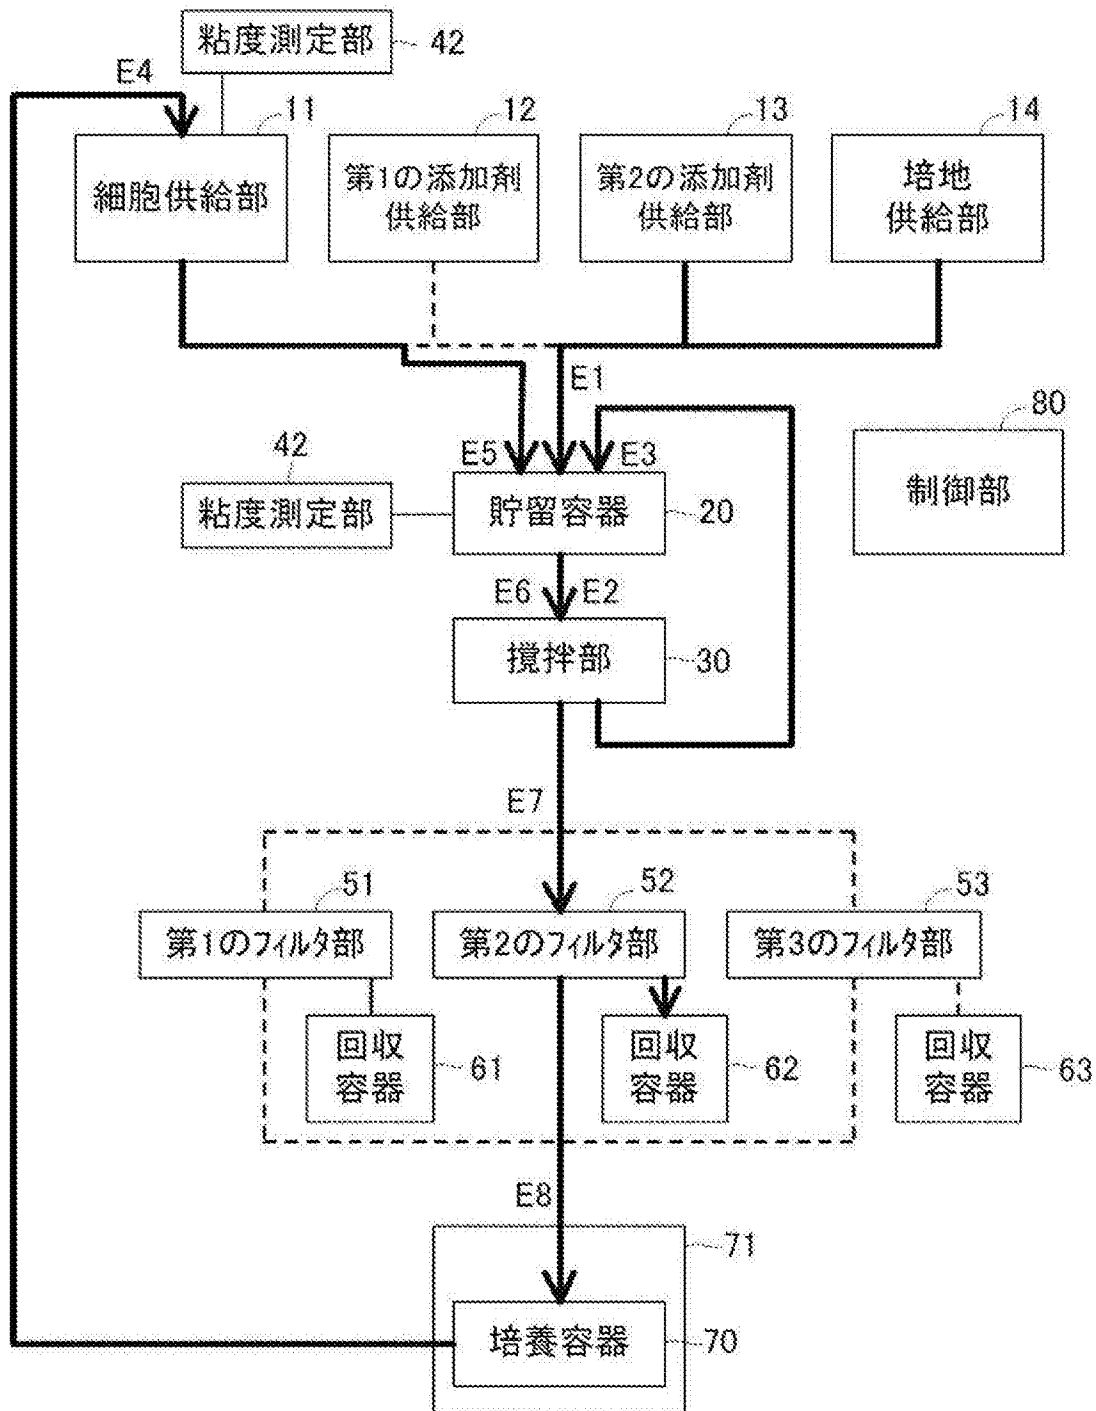 粘度測定部
42
E4
11
12
13
14
細胞供給部
第1の添加剤
供給部
第2の添加剤
供給部
培地
供給部
E1
80
制御部
42
粘度測定部
E5
E3
貯留容器
20
E6
E2
撹拌部
30
E7
51
52
53
第1のフィルタ部
第2のフィルタ部
第3のフィルタ部
回収
容器
61
回収
容器
62
回収
容器
63
E8
71
培養容器
70